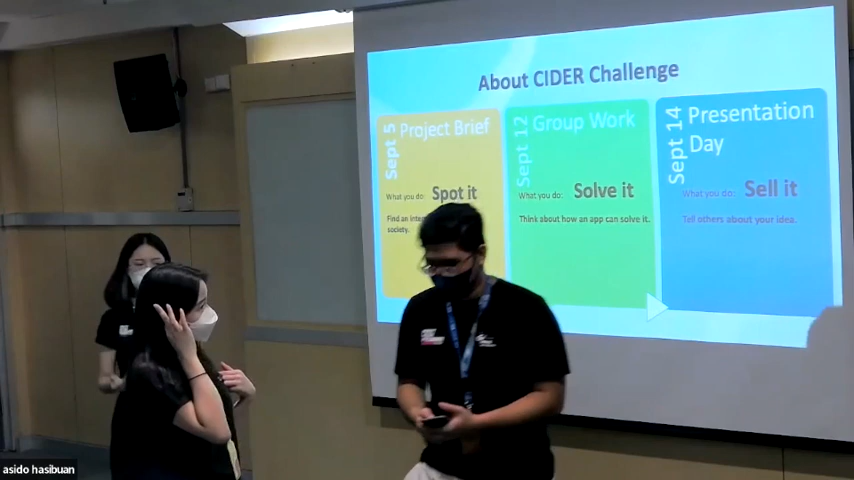 About CIDER Challenge
Sept 5
Project Brief
What you do: Spot it
Find an
society.
Sept 12
Group Work
What you do: Solve it
Think about how an app can solve it.
Sept 14
Presentation
Day
What you do: Sell it
Tell others about your idea.
asido hasibuan